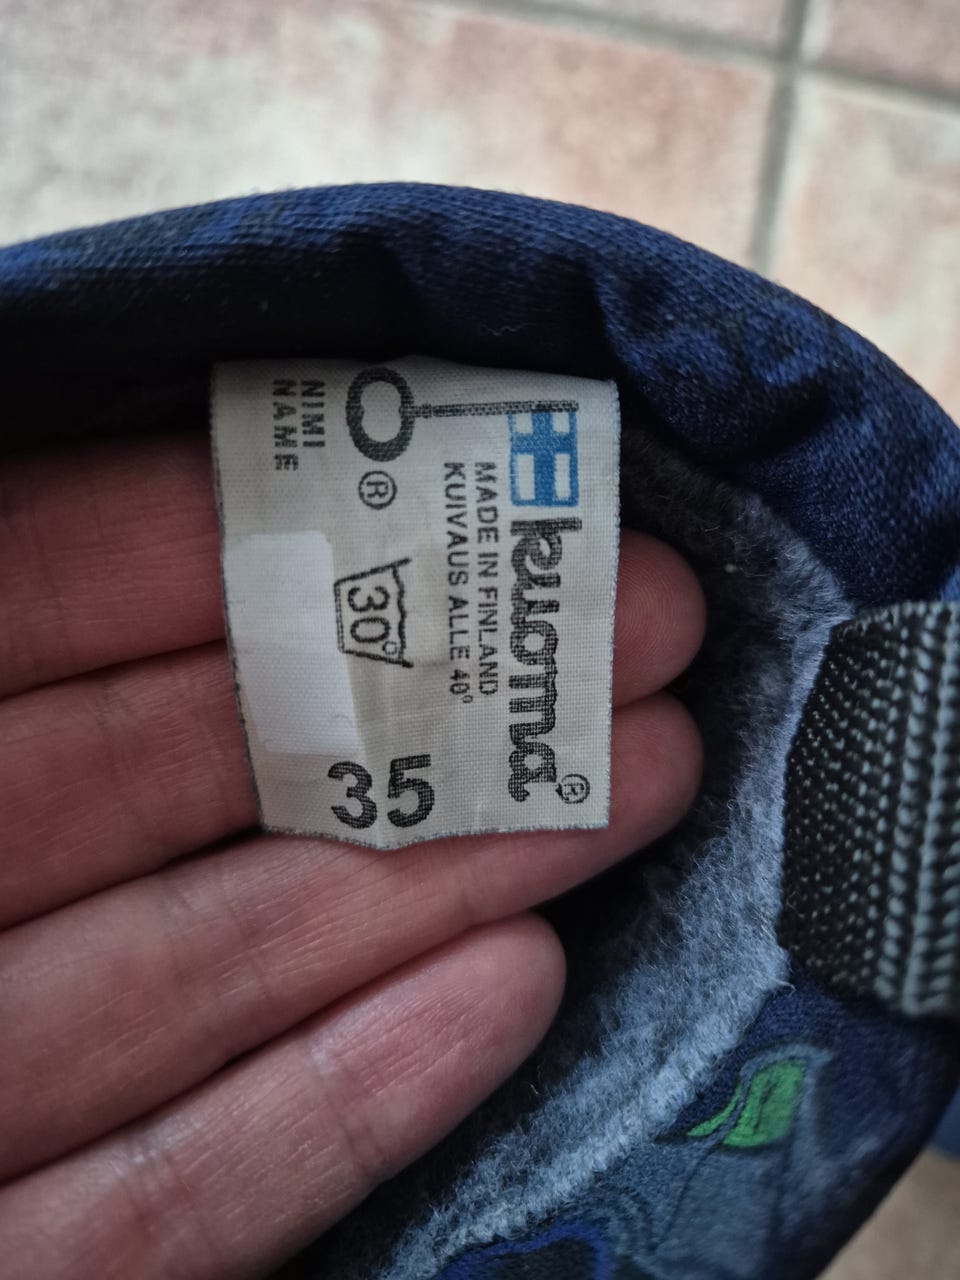 kuoma®
MADE IN FINLAND
KUIVAUS ALLE 40°
®
30°
35
NIMI
NAME